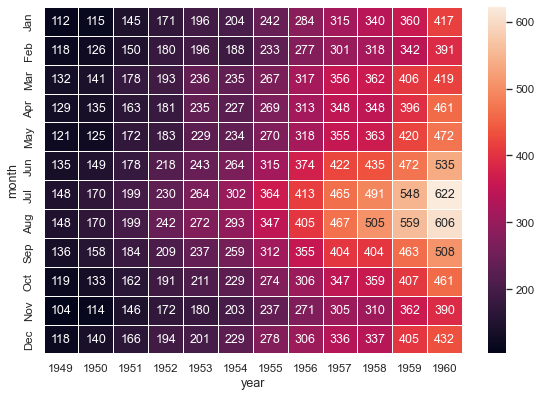 Jan 112 115 145 171 196 204 242 284 315 340 360 417
Feb 118 126 150 180 196 188 233 277 301 318 342 391
Mar 132 141 178 193 236 235 267 317 356 362 406 419
Apr 129 135 163 181 235 227 269 313 348 348 396 461
May 121 125 172 183 229 234 270 318 355 363 420 472
Jun 135 149 178 218 243 264 315 374 422 435 472 535
Jul 148 170 199 230 264 302 364 413 465 491 548 622
Aug 148 170 199 242 272 293 347 405 467 505 559 606
Sep 136 158 184 209 237 259 312 355 404 404 463 508
Oct 119 133 162 191 211 229 274 306 347 359 407 461
Nov 104 114 146 172 180 203 237 271 305 310 362 390
Dec 118 140 166 194 201 229 278 306 336 337 405 432
1949 1950 1951 1952 1953 1954 1955 1956 1957 1958 1959 1960
year
month
600
500
400
300
200